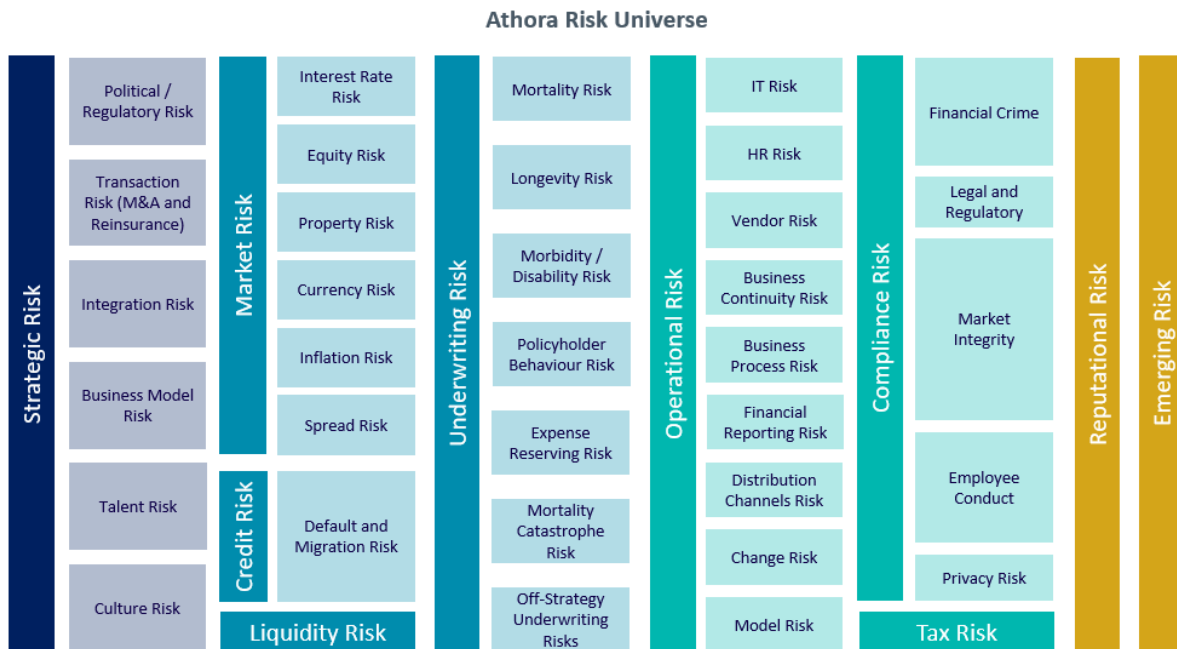 Athora Risk Universe
Strategic Risk
Political /
Regulatory Risk
Transaction
Risk (M&A and
Reinsurance)
Integration Risk
Business Model
Risk
Talent Risk
Culture Risk
Market Risk
Interest Rate
Risk
Equity Risk
Property Risk
Currency Risk
Inflation Risk
Spread Risk
Credit Risk
Default and
Migration Risk
Liquidity Risk
Underwriting Risk
Mortality Risk
Longevity Risk
Morbidity /
Disability Risk
Policyholder
Behaviour Risk
Expense
Reserving Risk
Mortality
Catastrophe
Risk
Off-Strategy
Underwriting
Risks
Operational Risk
IT Risk
HR Risk
Vendor Risk
Business
Continuity Risk
Business
Process Risk
Financial
Reporting Risk
Distribution
Channels Risk
Change Risk
Model Risk
Compliance Risk
Financial Crime
Legal and
Regulatory
Market
Integrity
Employee
Conduct
Privacy Risk
Tax Risk
Reputational Risk
Emerging Risk